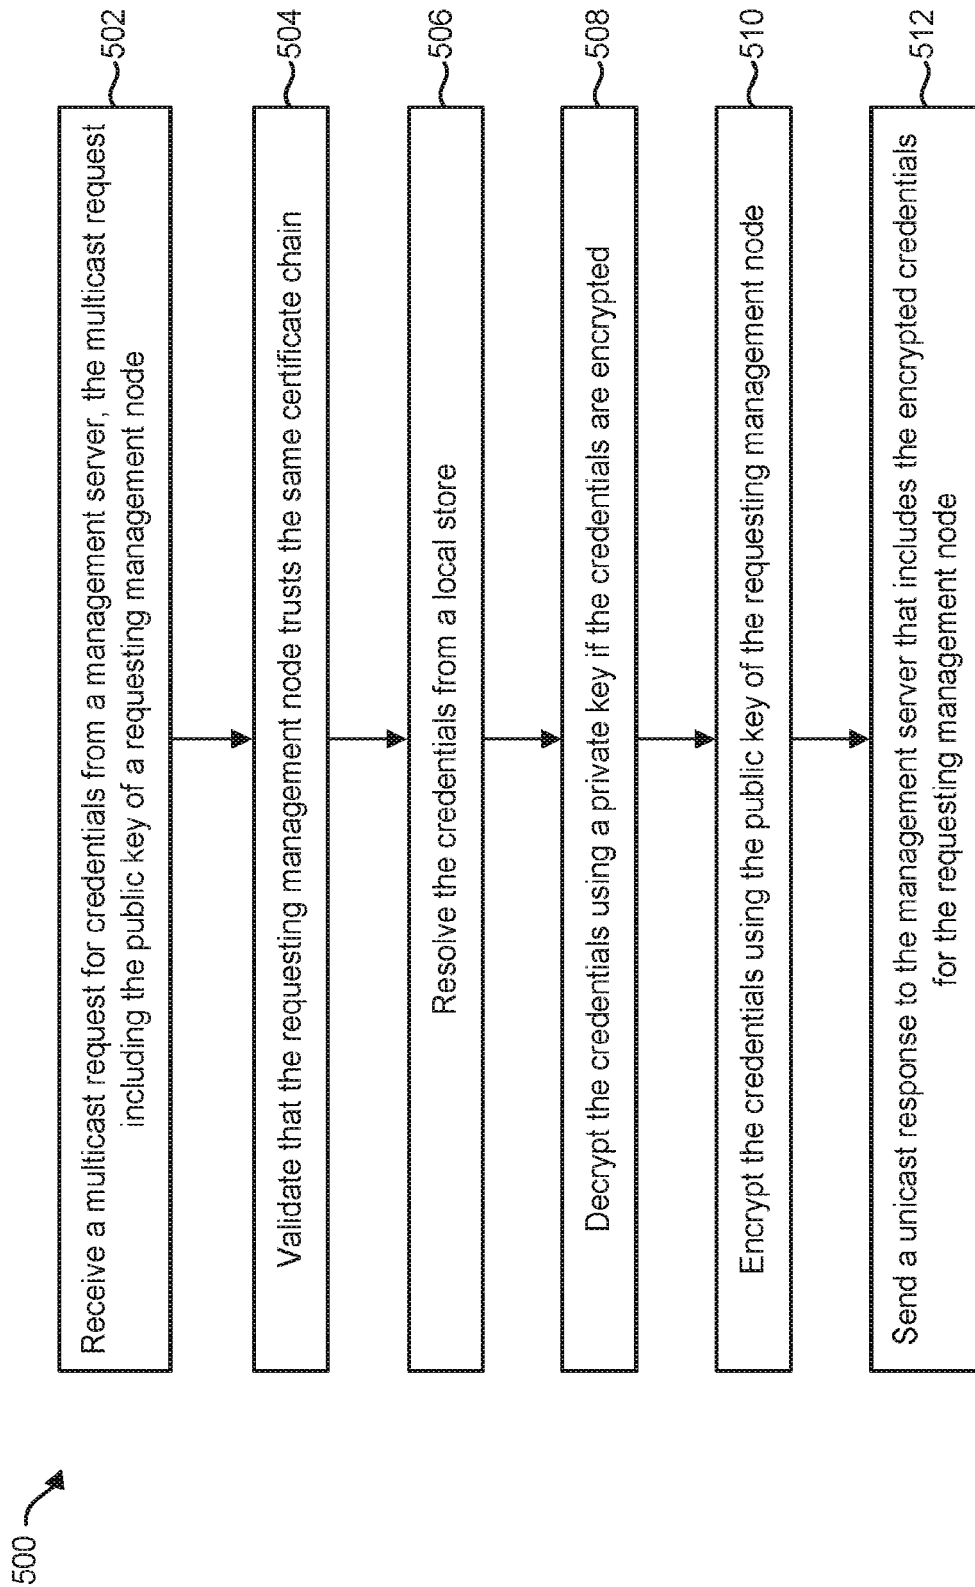 500
Receive a multicast request for credentials from a management server, the multicast request
including the public key of a requesting management node
502
Validate that the requesting management node trusts the same certificate chain
504
Resolve the credentials from a local store
506
Decrypt the credentials using a private key if the credentials are encrypted
508
Encrypt the credentials using the public key of the requesting management node
510
Send a unicast response to the management server that includes the encrypted credentials
for the requesting management node
512